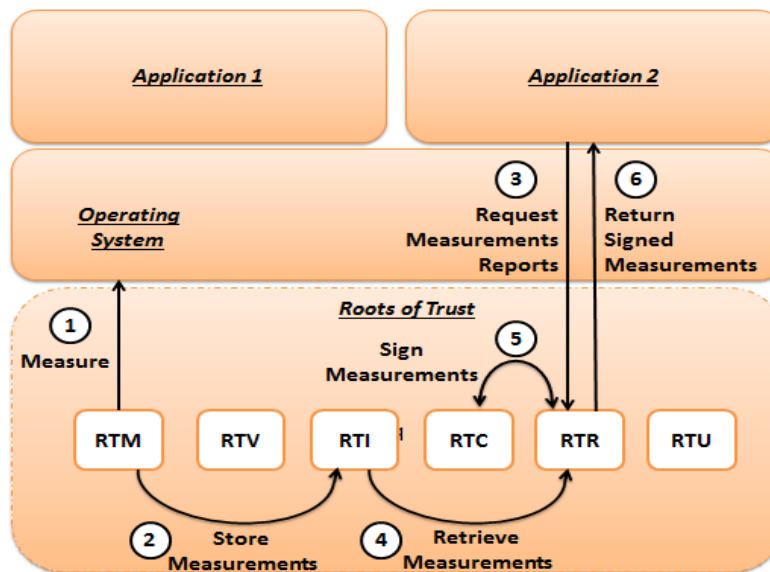 Application 1
Application 2
3
6
Operating
System
Request
Measurements
Reports
Return
Signed
Measurements
Roots of Trust
1
Measure
Sign
Measurements
5
RTM
RTV
RTI
RTC
RTR
RTU
2
Store
Measurements
4
Retrieve
Measurements